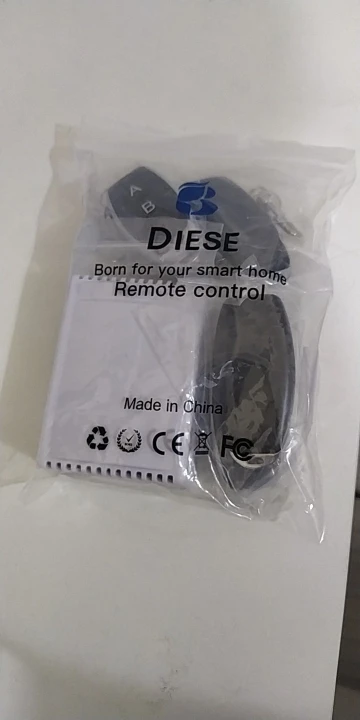 A
B
DIESE
Born for your smart home
Remote control
Made in China
CE FC